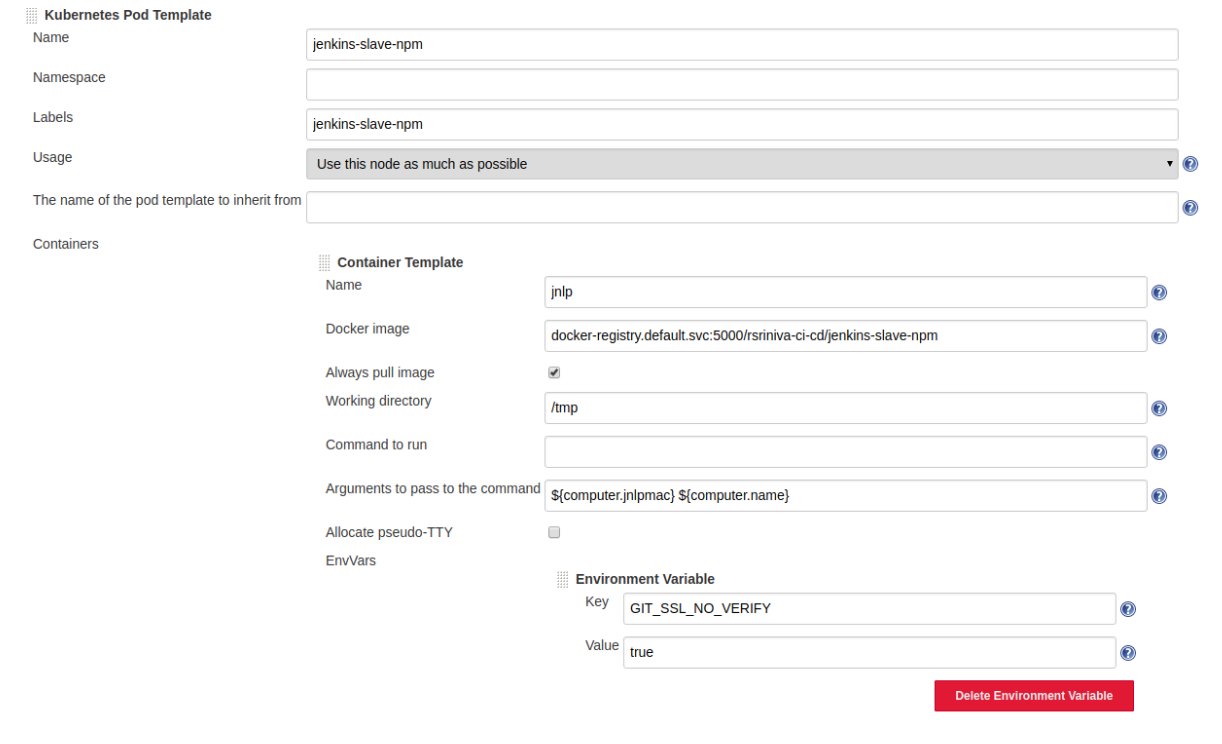 Kubernetes Pod Template
Name
jenkins-slave-npm
Namespace
Labels
jenkins-slave-npm
Usage
Use this node as much as possible
The name of the pod template to inherit from
Containers
Container Template
Name
jnlp
Docker image
docker-registry.default.svc:5000/rsriniva-ci-cd/jenkins-slave-npm
Always pull image
Working directory
/tmp
Command to run
Arguments to pass to the command
${computer.jnlpmac} ${computer.name}
Allocate pseudo-TTY
EnvVars
Environment Variable
Key
GIT_SSL_NO_VERIFY
Value
true
Delete Environment Variable